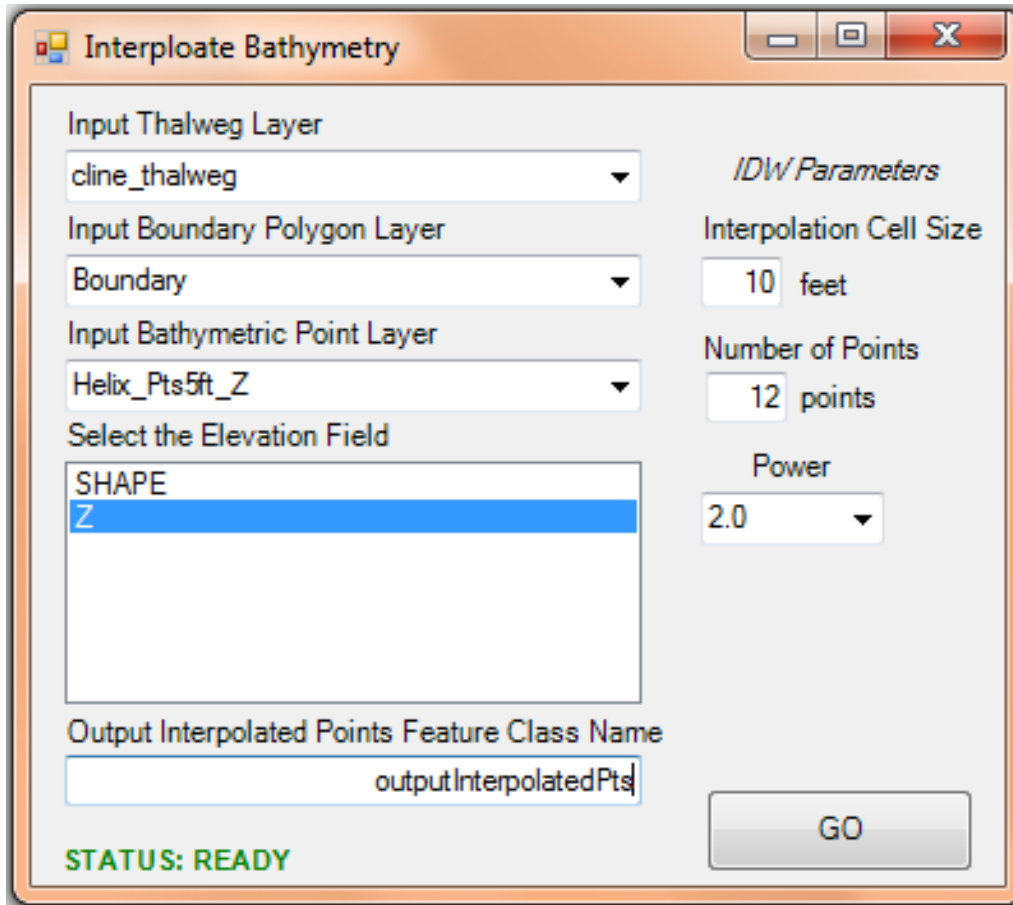 Interploate Bathymetry
Input Thalweg Layer
cline_thalweg
Input Boundary Polygon Layer
Boundary
Input Bathymetric Point Layer
Helix_Pts5ft_Z
Select the Elevation Field
SHAPE
Z
Output Interpolated Points Feature Class Name
outputInterpolatedPts
STATUS: READY
IDW Parameters
Interpolation Cell Size
10 feet
Number of Points
12 points
Power
2.0
GO